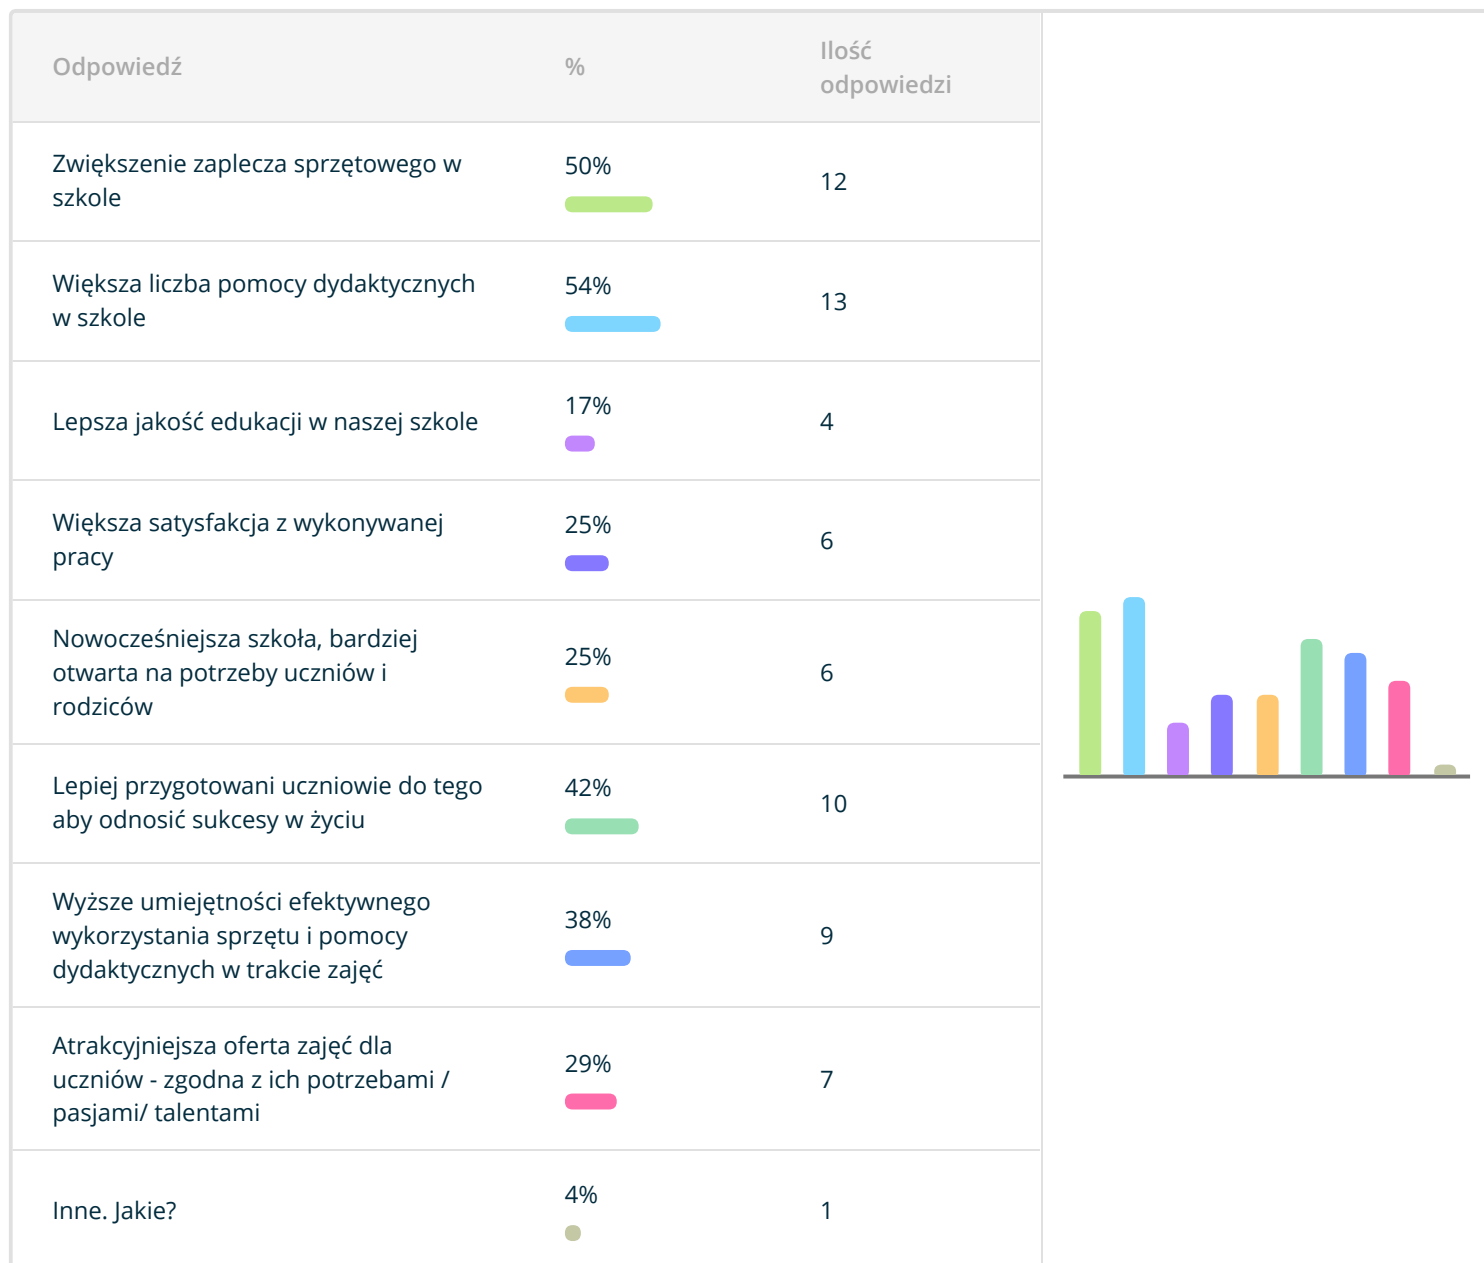 Odpowiedź % Ilość
odpowiedzi
Zwiększenie zaplecza sprzętowego w
szkole
50%
12
Większa liczba pomocy dydaktycznych
w szkole
54%
13
Lepsza jakość edukacji w naszej szkole
17%
4
Większa satysfakcja z wykonywanej
pracy
25%
6
Nowocześniejsza szkoła, bardziej
otwarta na potrzeby uczniów i
rodziców
25%
6
Lepiej przygotowani uczniowie do tego
aby odnosić sukcesy w życiu
42%
10
Wyższe umiejętności efektywnego
wykorzystania sprzętu i pomocy
dydaktycznych w trakcie zajęć
38%
9
Atrakcyjniejsza oferta zajęć dla
uczniów - zgodna z ich potrzebami /
pasjami/ talentami
29%
7
Inne. Jakie?
4%
1